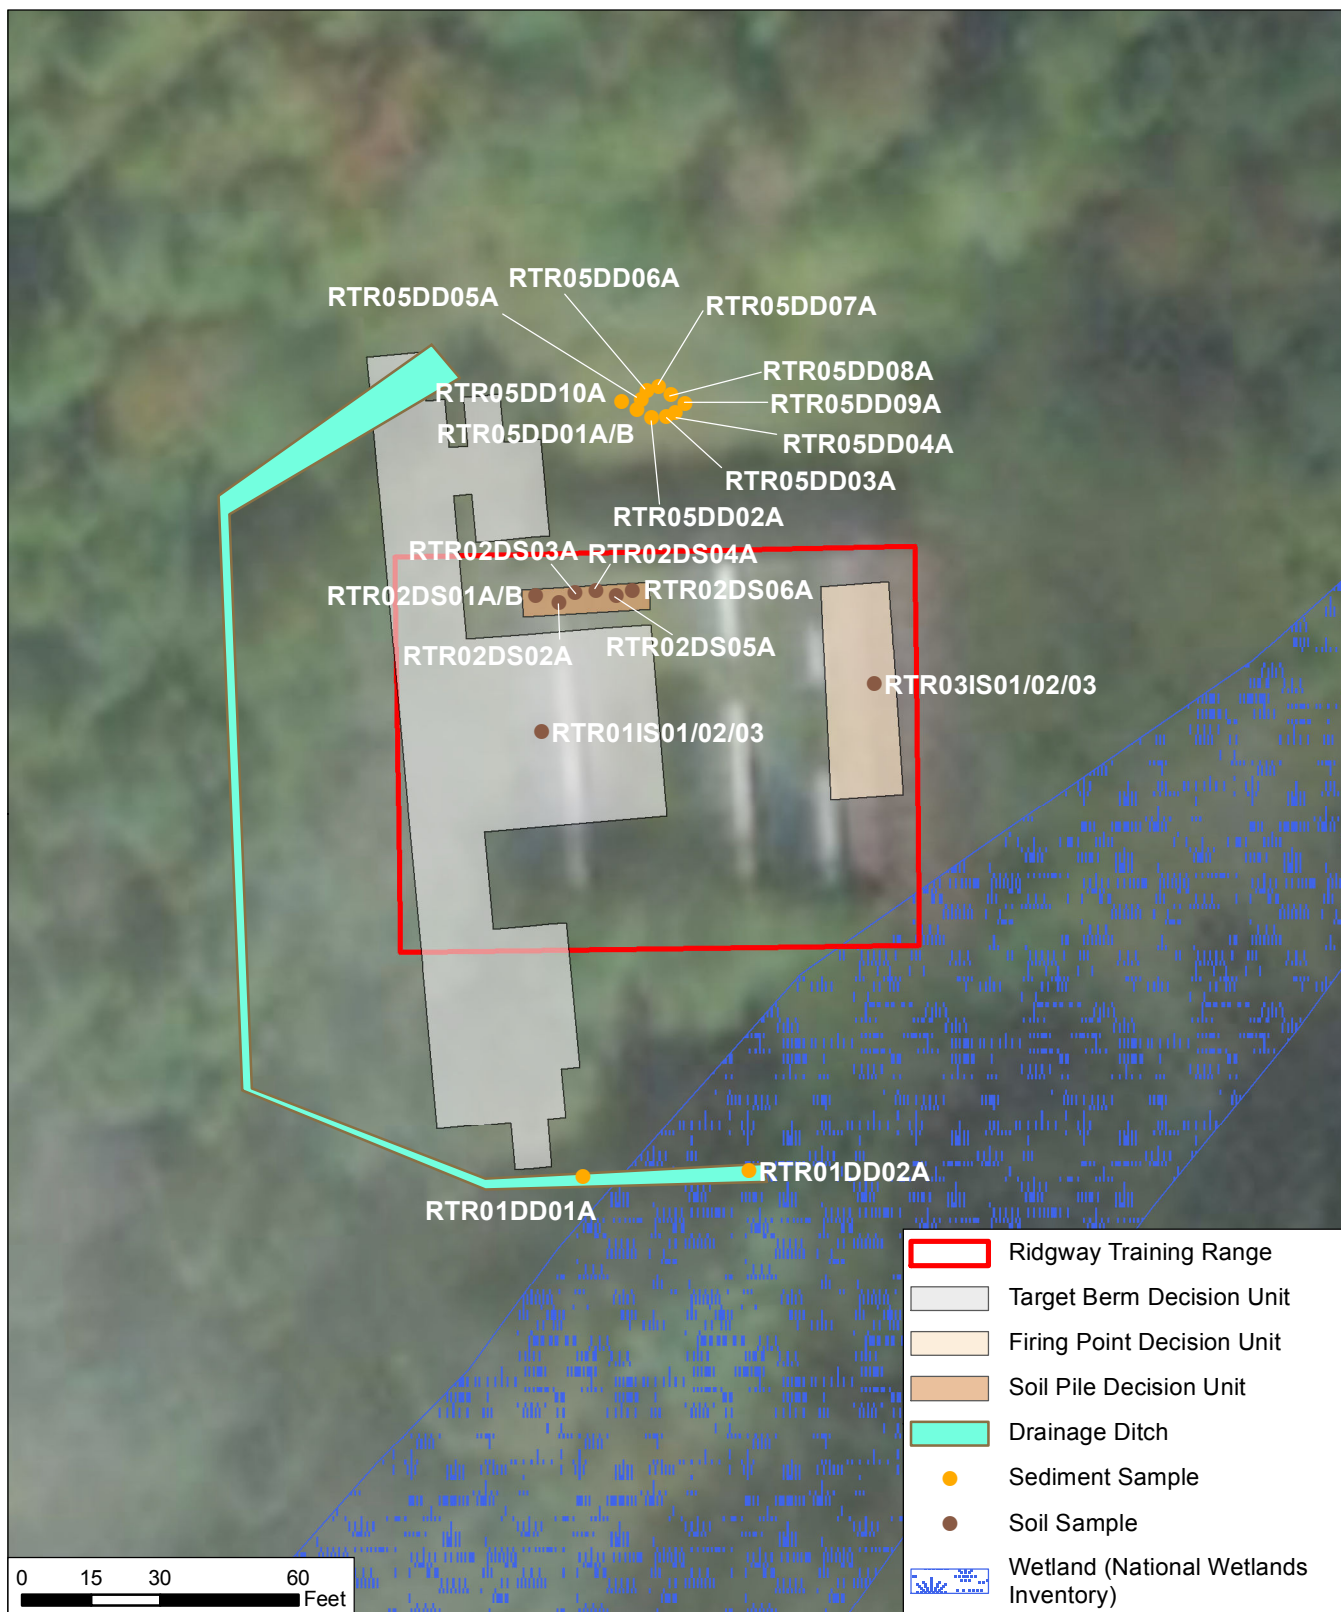 RTR05DD06A
RTR05DD05A
RTR05DD07A
RTR05DD08A
RTR05DD10A
RTR05DD09A
RTR05DD01A/B
RTR05DD04A
RTR05DD03A
RTR05DD02A
RTR02DS03A
RTR02DS04A
RTR02DS01A/B
RTR02DS06A
RTR02DS02A
RTR02DS05A
RTR03IS01/02/03
RTR01IS01/02/03
RTR01DD02A
RTR01DD01A
Ridgway Training Range
Target Berm Decision Unit
Firing Point Decision Unit
Soil Pile Decision Unit
Drainage Ditch
Sediment Sample
Soil Sample
Wetland (National Wetlands
Inventory)
0 15 30 60
Feet